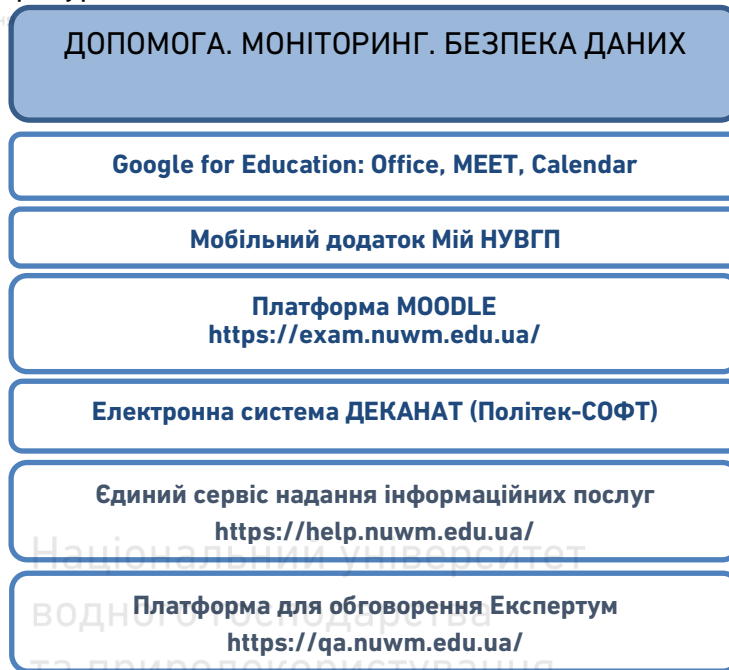 ДОПОМОГА. МОНІТОРИНГ. БЕЗПЕКА ДАНИХ
Google for Education: Office, MEET, Calendar
Мобільний додаток Мій НУВГП
Платформа MOODLE
https://exam.nuwm.edu.ua/
Електронна система ДЕКАНАТ (Політек-СОФТ)
Єдиний сервіс надання інформаційних послуг
https://help.nuwm.edu.ua/
Національний університет
Платформа для обговорення Експертум
водного господарства
https://qa.nuwm.edu.ua/
та природокористування